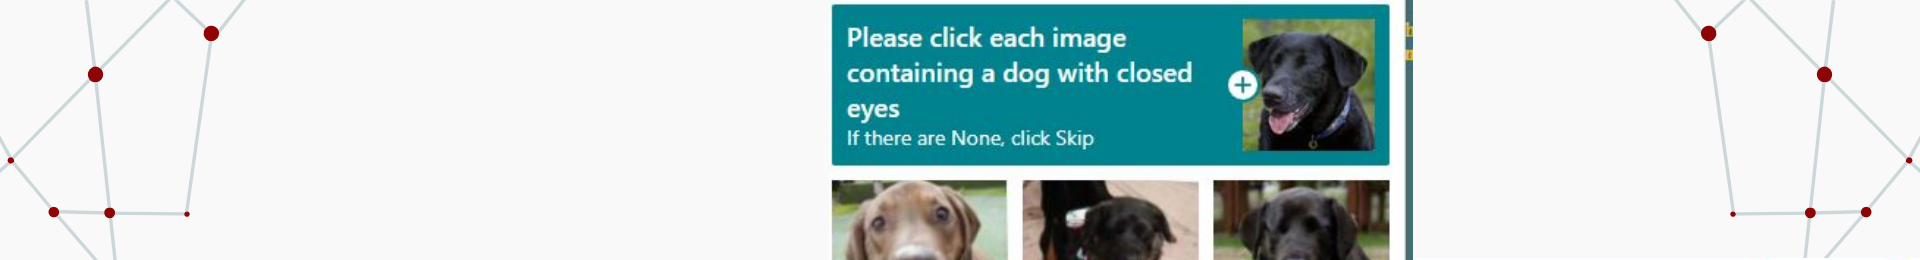 Please click each image
containing a dog with closed
eyes
If there are None, click Skip